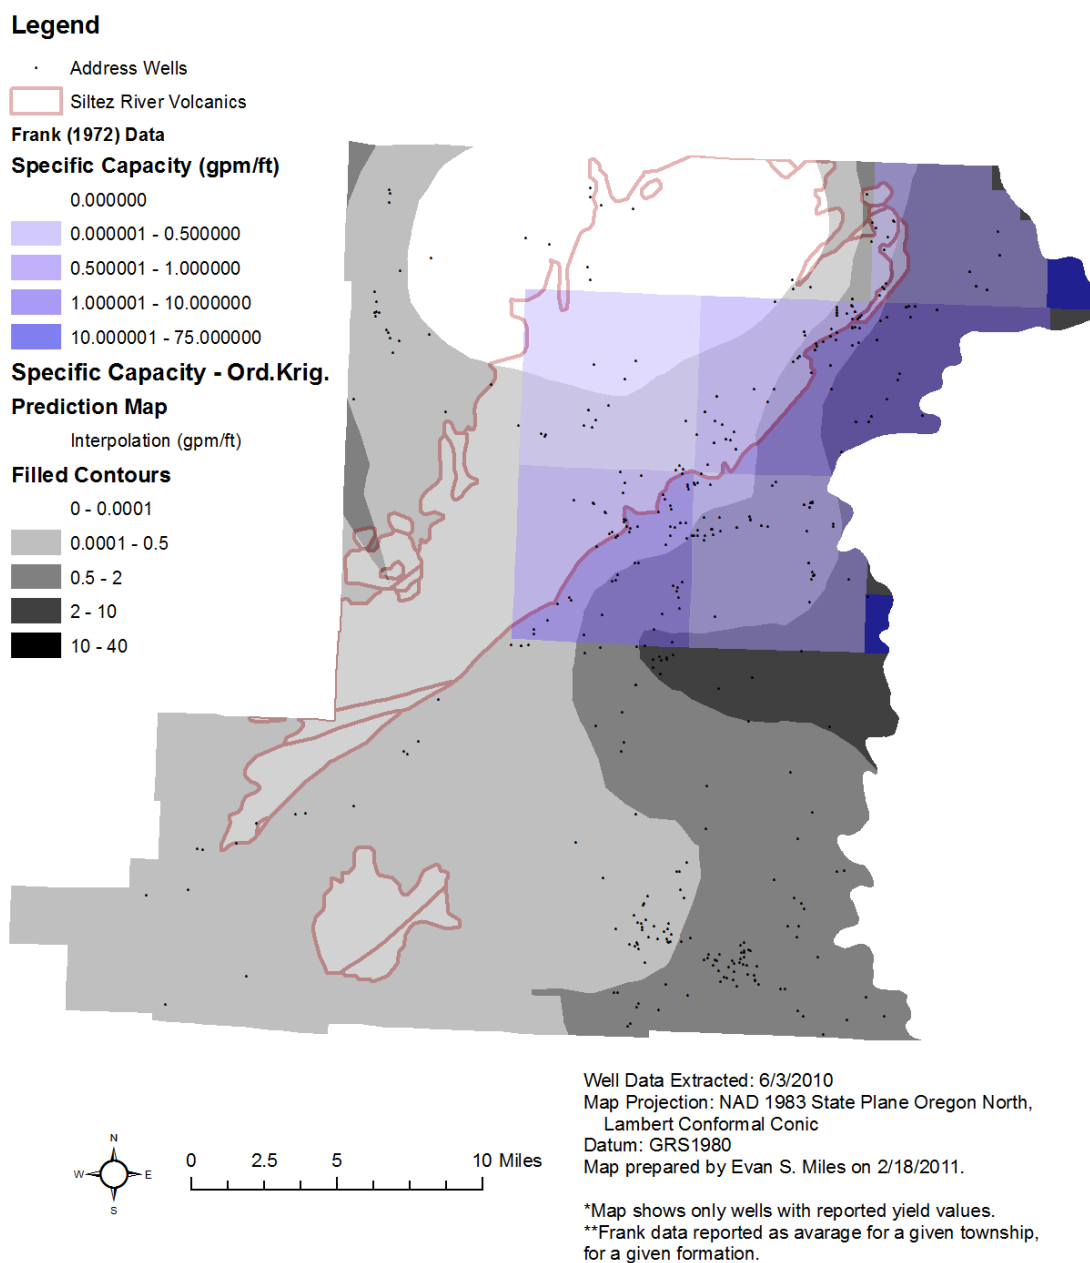 Legend
Address Wells
Siltez River Volcanics
Frank (1972) Data
Specific Capacity (gpm/ft)
0.000000
0.000001 - 0.500000
0.500001 - 1.000000
1.000001 - 10.000000
10.000001 - 75.000000
Specific Capacity - Ord.Krig.
Prediction Map
Interpolation (gpm/ft)
Filled Contours
0 - 0.0001
0.0001 - 0.5
0.5 - 2
2 - 10
10 - 40
N
W E
S
0 2.5 5 10 Miles
Well Data Extracted: 6/3/2010
Map Projection: NAD 1983 State Plane Oregon North,
Lambert Conformal Conic
Datum: GRS1980
Map prepared by Evan S. Miles on 2/18/2011.
*Map shows only wells with reported yield values.
**Frank data reported as avarage for a given township,
for a given formation.